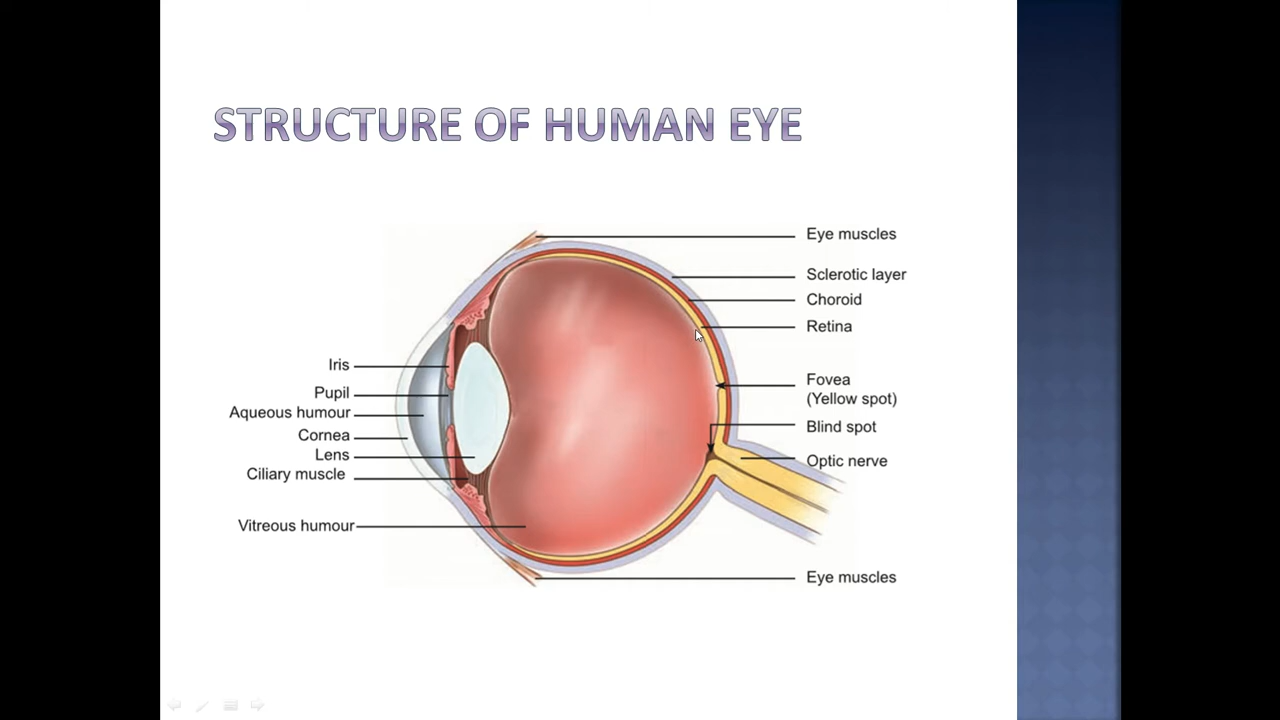 STRUCTURE OF HUMAN EYE
Iris
Pupil
Aqueous humour
Cornea
Lens
Ciliary muscle
Vitreous humour
Eye muscles
Sclerotic layer
Choroid
Retina
Fovea
(Yellow spot)
Blind spot
Optic nerve
Eye muscles